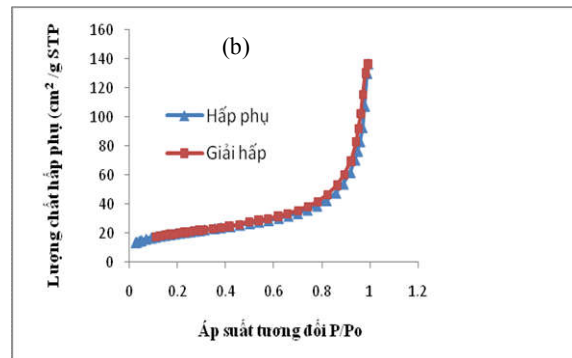 (b)
Lượng chất hấp phụ (cm² /g STP
160
140
120
100
80
60
40
20
0
Hấp phụ
Giải hấp
0 0.2 0.4 0.6 0.8 1 1.2
Áp suất tương đối P/Po